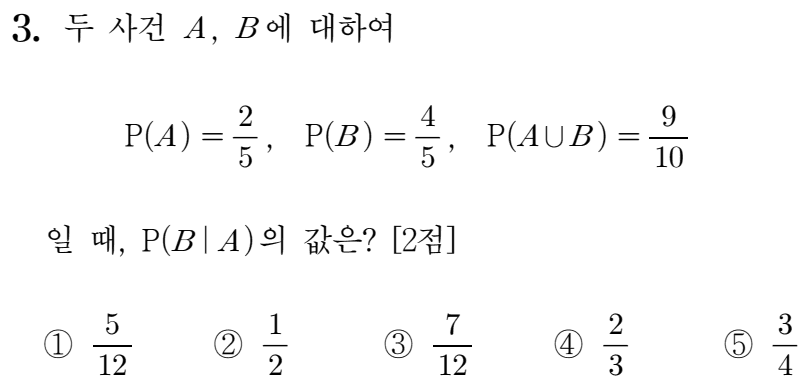 3. 두 사건 A, B에 대하여
P(A) = 2/5, P(B) = 4/5, P(A∪B) = 9/10
일 때, P(B|A)의 값은? [2점]
① 5/12 ② 1/2 ③ 7/12 ④ 2/3 ⑤ 3/4